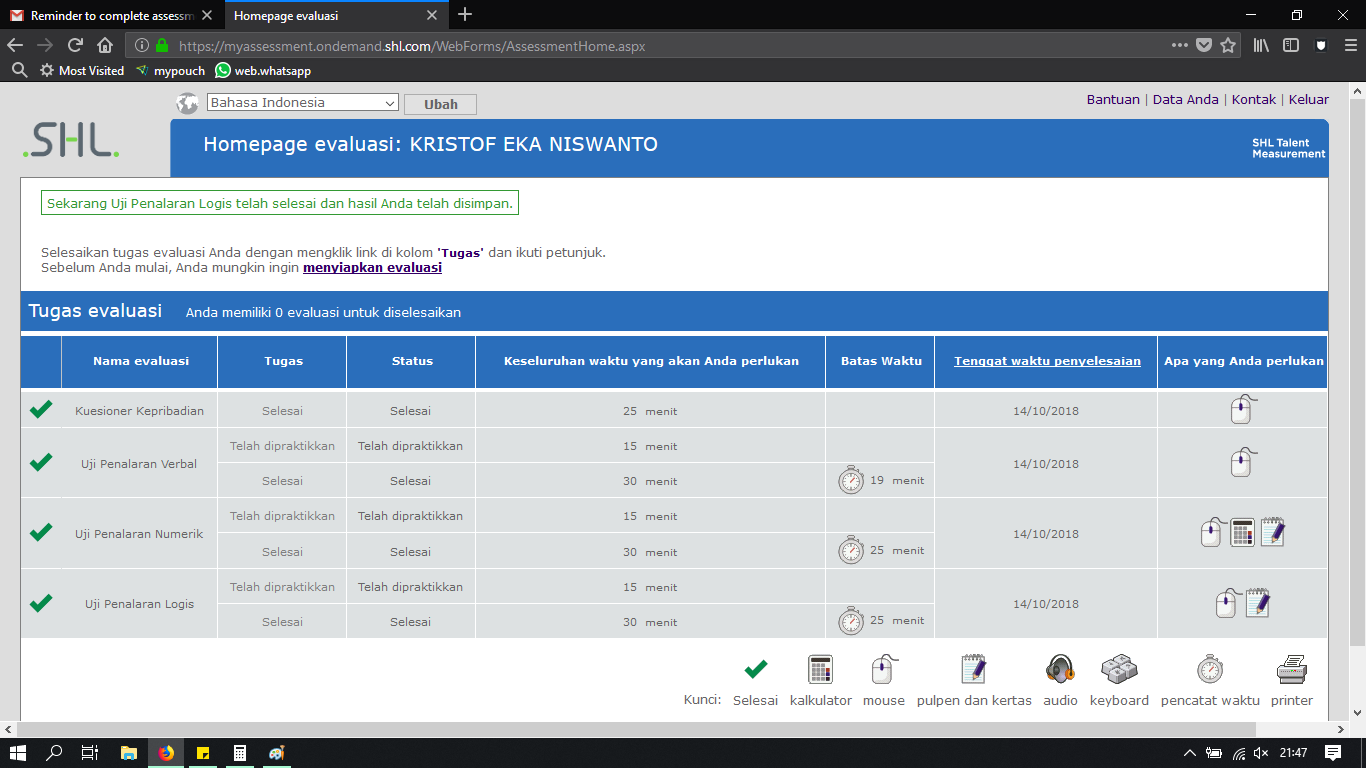 Reminder to complete assessm
Homepage evaluasi
https://myassessment.ondemand.shl.com/WebForms/AssessmentHome.aspx
Most Visited
mypouch
web.whatsapp
Bahasa Indonesia
Ubah
Bantuan | Data Anda | Kontak | Keluar
.SHL.
Homepage evaluasi: KRISTOF EKA NISWANTO
SHL Talent
Measurement
Sekarang Uji Penalaran Logis telah selesai dan hasil Anda telah disimpan.
Selesaikan tugas evaluasi Anda dengan mengklik link di kolom 'Tugas' dan ikuti petunjuk.
Sebelum Anda mulai, Anda mungkin ingin menyiapkan evaluasi
Tugas evaluasi Anda memiliki 0 evaluasi untuk diselesaikan
Nama evaluasi Tugas Status Keseluruhan waktu yang akan Anda perlukan Batas Waktu Tenggat waktu penyelesaian Apa yang Anda perlukan
Kuesioner Kepribadian Selesai Selesai 25 menit 14/10/2018
Telah dipraktikkan Telah dipraktikkan 15 menit
Uji Penalaran Verbal 14/10/2018
Selesai Selesai 30 menit 19 menit
Telah dipraktikkan Telah dipraktikkan 15 menit
Uji Penalaran Numerik 14/10/2018
Selesai Selesai 30 menit 25 menit
Telah dipraktikkan Telah dipraktikkan 15 menit
Uji Penalaran Logis 14/10/2018
Selesai Selesai 30 menit 25 menit
Kunci: Selesai kalkulator mouse pulpen dan kertas audio keyboard pencatat waktu printer
21:47